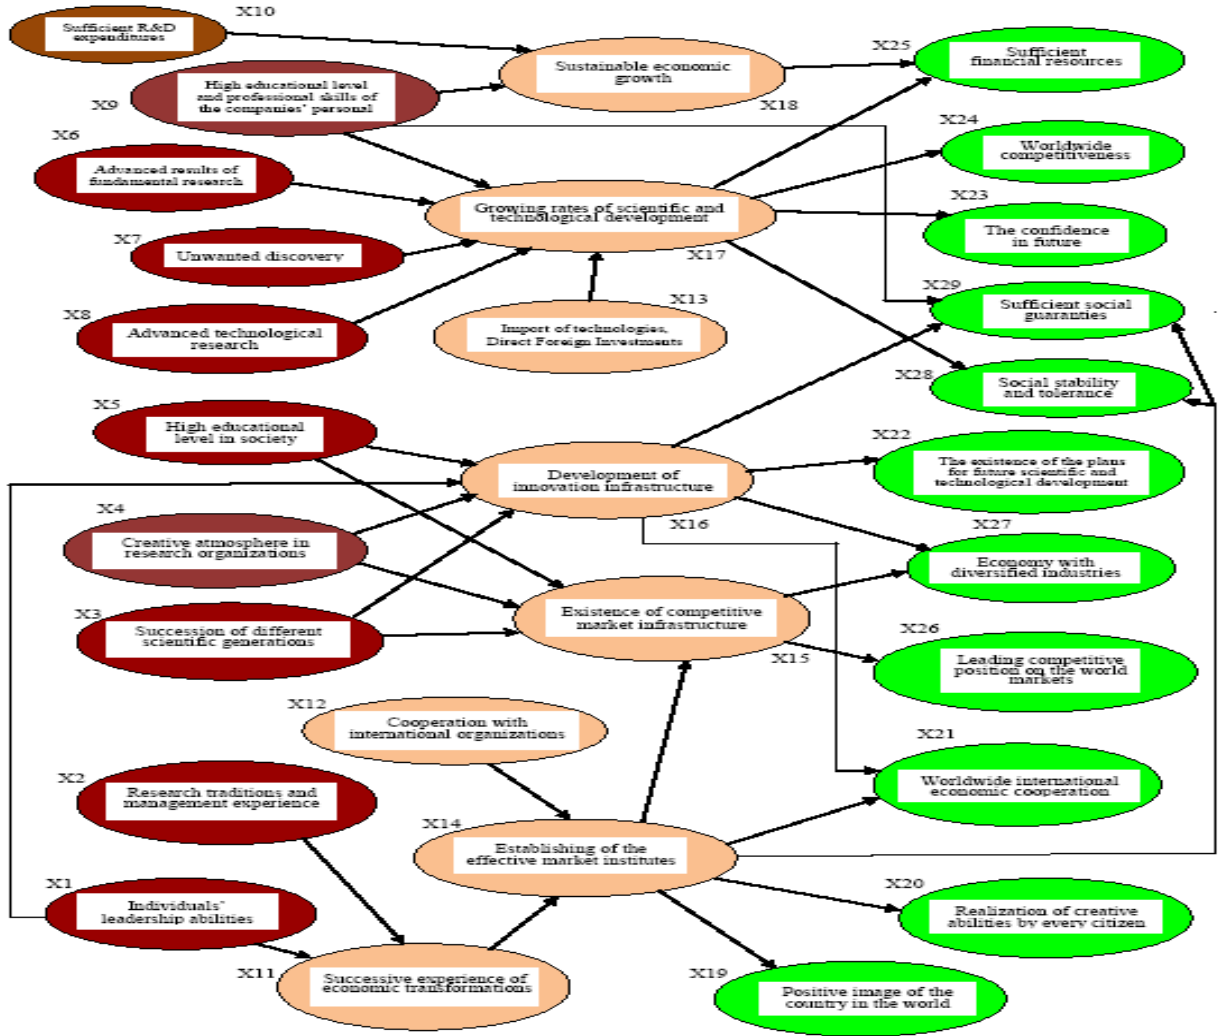 X10
Sufficient R&D
expenditures
X25
Sufficient
financial resources
Sustainable economic
growth
X18
X9
High educational level
and professional skills of
the companies' personal
X24
Worldwide
competitiveness
X6
Advanced results of
fundamental research
X23
The confidence
in future
Growing rates of scientific and
technological development
X17
X7
Unwanted discovery
X29
Sufficient social
guaranties
X13
Import of technologies,
Direct Foreign Investments
X8
Advanced technological
research
X28
Social stability
and tolerance
X5
High educational
level in society
X22
The existence of the plans
for future scientific and
technological development
Development of
innovation infrastructure
X16
X4
Creative atmosphere in
research organizations
X27
Economy with
diversified industries
X3
Succession of different
scientific generations
Existence of competitive
market infrastructure
X15
X26
Leading competitive
position on the world
markets
X12
Cooperation with
international organizations
X21
Worldwide international
economic cooperation
X2
Research traditions and
management experience
X14
Establishing of the
effective market institutes
X20
Realization of creative
abilities by every citizen
X1
Individuals'
leadership abilities
X11
Successive experience of
economic transformations
X19
Positive image of the
country in the world